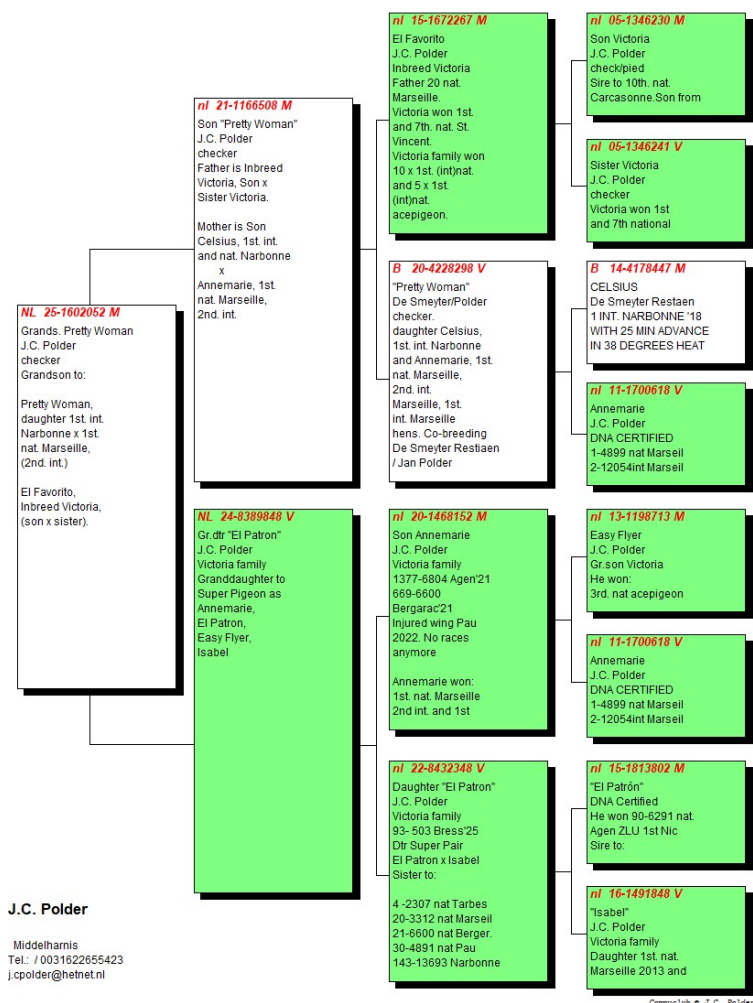 NL 25-1602052 M
Grands. Pretty Woman
J.C. Polder
checker
Grandson to:
Pretty Woman,
daughter 1st. int.
Narbonne x 1st.
nat. Marseille,
(2nd. int.)
El Favorito,
Inbreed Victoria,
(son x sister).
nl 21-1166508 M
Son "Pretty Woman"
J.C. Polder
checker
Father is Inbreed
Victoria, Son x
Sister Victoria.
Mother is Son
Celsius, 1st. int.
and nat. Narbonne
x
Annemarie, 1st.
nat. Marseille,
2nd. int.
NL 24-8389848 V
Gr.dtr "El Patron"
J.C. Polder
Victoria family
Granddaughter to
Super Pigeon as
Annemarie,
El Patron,
Easy Flyer,
Isabel
nl 15-1672267 M
El Favorito
J.C. Polder
Inbreed Victoria
Father 20 nat.
Marseille.
Victoria won 1st.
and 7th. nat. St.
Vincent.
Victoria family won
10 x 1st. (int)nat.
and 5 x 1st.
(int)nat.
acepigeon.
B 20-4228298 V
"Pretty Woman"
De Smeyter/Polder
checker.
daughter Celsius,
1st. int. Narbonne
and Annemarie, 1st.
nat. Marseille,
2nd. int.
Marseille, 1st.
int. Marseille
hens. Co-breeding
De Smeyter Restiaen
/ Jan Polder
nl 20-1468152 M
Son Annemarie
J.C. Polder
Victoria family
1377-6804 Agen'21
669-6600
Bergarac'21
Injured wing Pau
2022. No races
anymore
Annemarie won:
1st. nat. Marseille
2nd int. and 1st
nl 22-8432348 V
Daughter "El Patron"
J.C. Polder
Victoria family
93- 503 Bress'25
Dtr Super Pair
El Patron x Isabel
Sister to:
4 -2307 nat Tarbes
20-3312 nat Marseil
21-6600 nat Berger.
30-4891 nat Pau
143-13693 Narbonne
nl 05-1346230 M
Son Victoria
J.C. Polder
check/pied
Sire to 10th. nat.
Carcasonne.Son from
nl 05-1346241 V
Sister Victoria
J.C. Polder
checker
Victoria won 1st
and 7th national
B 14-4178447 M
CELSIUS
De Smeyter Restaen
1 INT. NARBONNE '18
WITH 25 MIN ADVANCE
IN 38 DEGREES HEAT
nl 11-1700618 V
Annemarie
J.C. Polder
DNA CERTIFIED
1-4899 nat Marseil
2-12054int Marseil
nl 13-1198713 M
Easy Flyer
J.C. Polder
Gr.son Victoria
He won:
3rd. nat acepigeon
nl 11-1700618 V
Annemarie
J.C. Polder
DNA CERTIFIED
1-4899 nat Marseil
2-12054int Marseil
nl 15-1813802 M
"El Patrón"
DNA Certified
He won 90-6291 nat.
Agen ZLU 1st Nic
Sire to:
nl 16-1491848 V
"Isabel"
J.C. Polder
Victoria family
Daughter 1st. nat.
Marseille 2013 and
J.C. Polder
Middelharnis
Tel.: / 0031622655423
j.cpolder@hetnet.nl
Compuclub © J.C. Polder